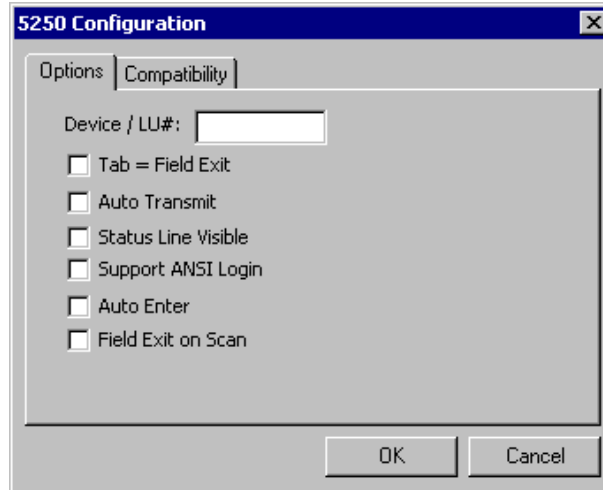 5250 Configuration
Options Compatibility
Device / LU#:
Tab = Field Exit
Auto Transmit
Status Line Visible
Support ANSI Login
Auto Enter
Field Exit on Scan
OK Cancel